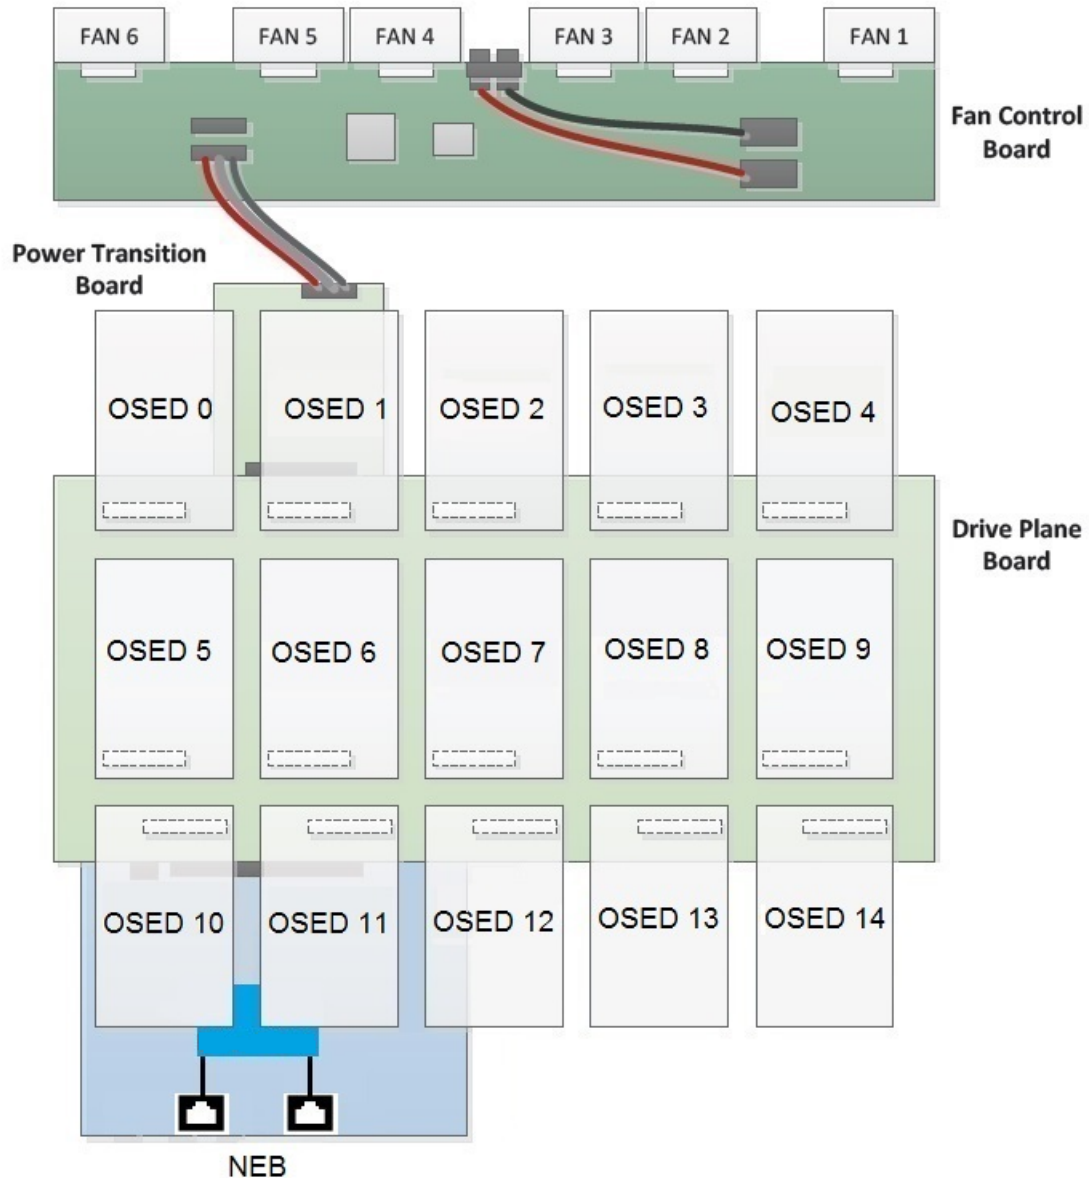 FAN 6
FAN 5
FAN 4
FAN 3
FAN 2
FAN 1
Fan Control
Board
Power Transition
Board
OSED 0
OSED 1
OSED 2
OSED 3
OSED 4
Drive Plane
Board
OSED 5
OSED 6
OSED 7
OSED 8
OSED 9
OSED 10
OSED 11
OSED 12
OSED 13
OSED 14
NEB